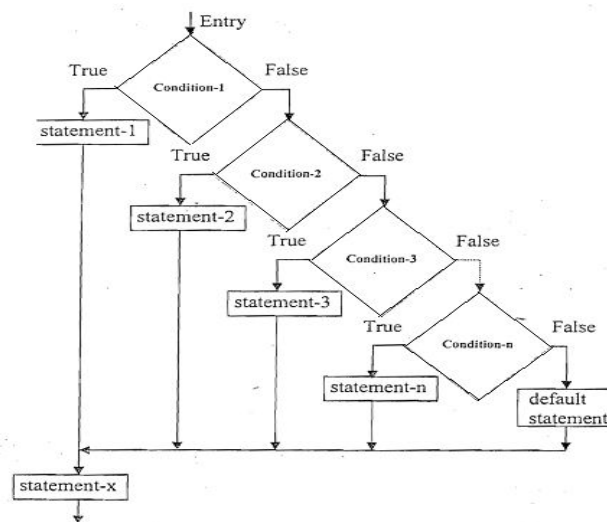 Entry
True
False
Condition-1
statement-1
True
False
Condition-2
statement-2
True
False
Condition-3
statement-3
True
False
Condition-n
statement-n
default
statement
statement-x